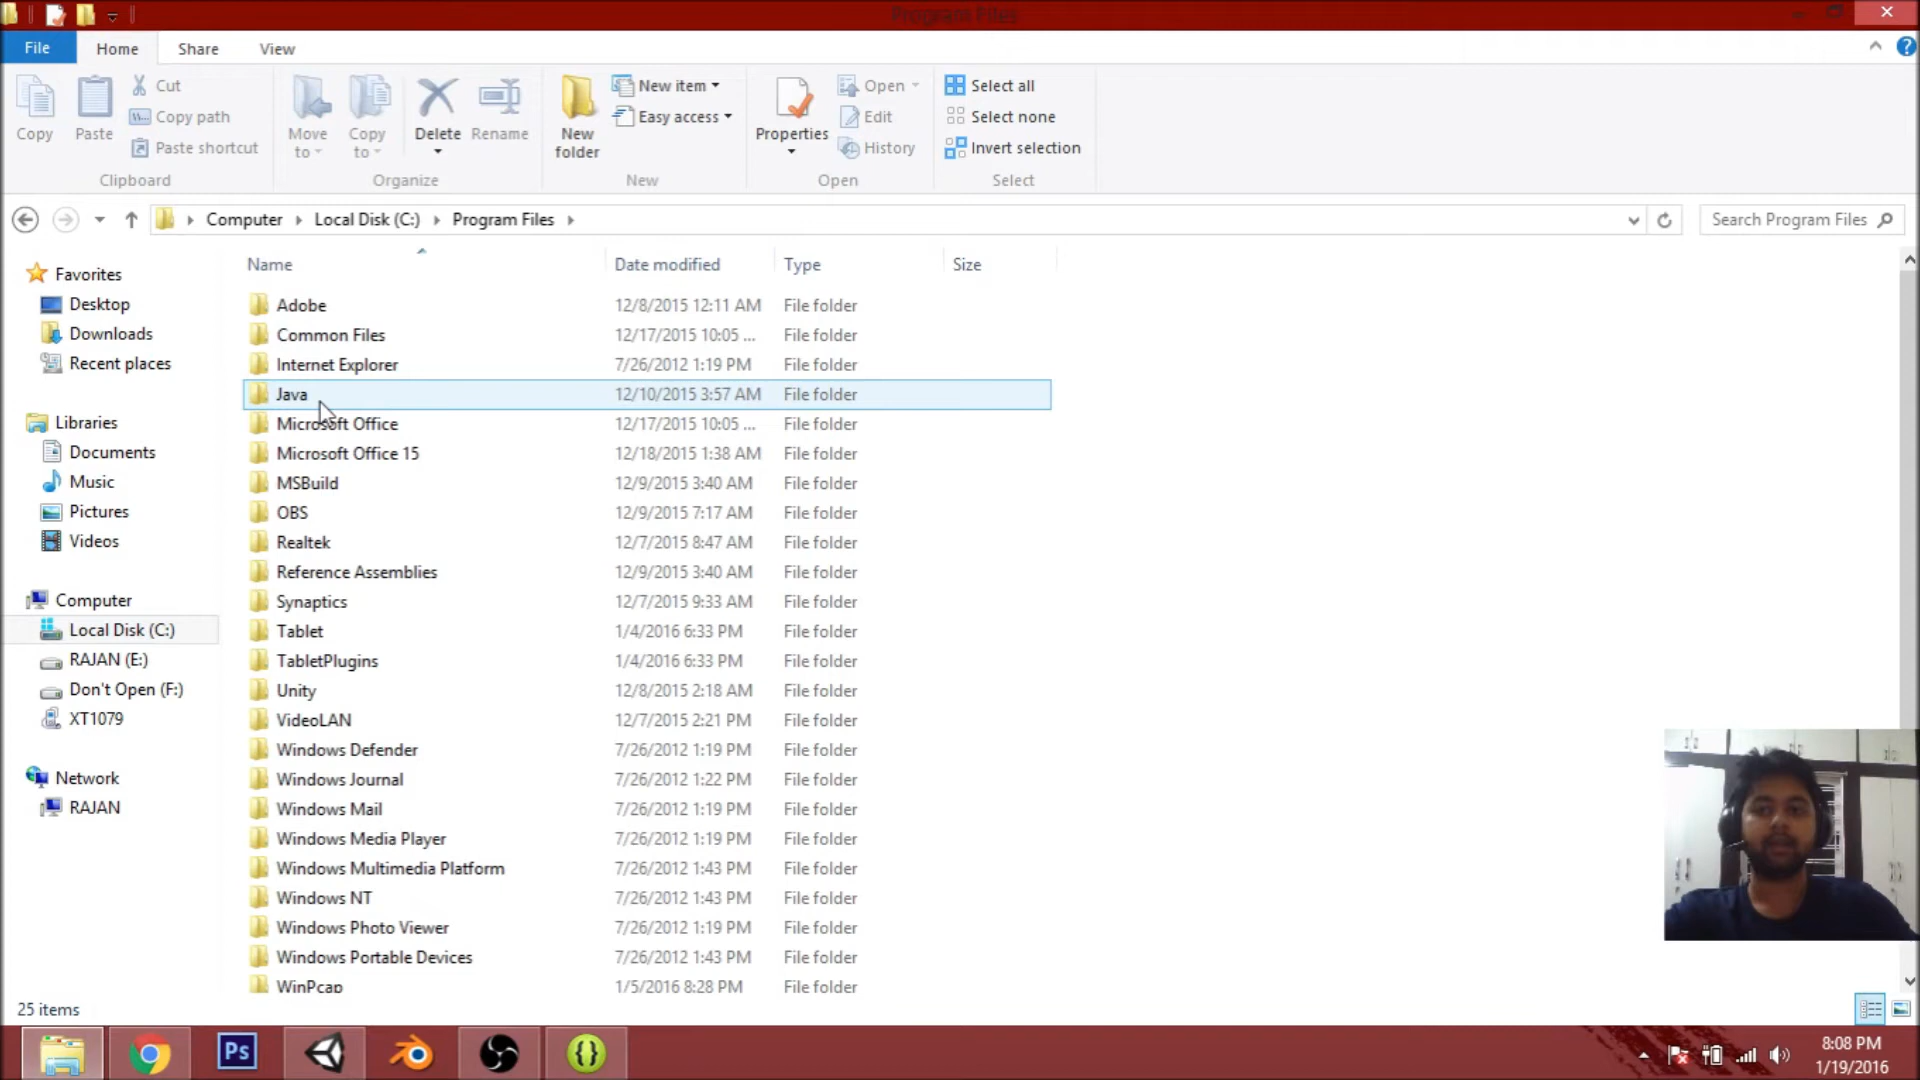 Program Files
File Home Share View
Copy
Paste
Cut
Copy path
Paste shortcut
Clipboard
Move to
Copy to
Delete
Rename
Organize
New folder
New item
Easy access
New
Properties
Open
Edit
History
Open
Select all
Select none
Invert selection
Select
Computer Local Disk (C:) Program Files
Search Program Files
Favorites
Desktop
Downloads
Recent places
Libraries
Documents
Music
Pictures
Videos
Computer
Local Disk (C:)
RAJAN (E:)
Don't Open (F:)
XT1079
Network
RAJAN
Name Date modified Type Size
Adobe 12/8/2015 12:11 AM File folder
Common Files 12/17/2015 10:05 ... File folder
Internet Explorer 7/26/2012 1:19 PM File folder
Java 12/10/2015 3:57 AM File folder
Microsoft Office 12/17/2015 10:05 ... File folder
Microsoft Office 15 12/18/2015 1:38 AM File folder
MSBuild 12/9/2015 3:40 AM File folder
OBS 12/9/2015 7:17 AM File folder
Realtek 12/7/2015 8:47 AM File folder
Reference Assemblies 12/9/2015 3:40 AM File folder
Synaptics 12/7/2015 9:33 AM File folder
Tablet 1/4/2016 6:33 PM File folder
TabletPlugins 1/4/2016 6:33 PM File folder
Unity 12/8/2015 2:18 AM File folder
VideoLAN 12/7/2015 2:21 PM File folder
Windows Defender 7/26/2012 1:19 PM File folder
Windows Journal 7/26/2012 1:22 PM File folder
Windows Mail 7/26/2012 1:19 PM File folder
Windows Media Player 7/26/2012 1:19 PM File folder
Windows Multimedia Platform 7/26/2012 1:43 PM File folder
Windows NT 7/26/2012 1:43 PM File folder
Windows Photo Viewer 7/26/2012 1:19 PM File folder
Windows Portable Devices 7/26/2012 1:43 PM File folder
WinPcap 1/5/2016 8:28 PM File folder
25 items
Ps
8:08 PM
1/19/2016